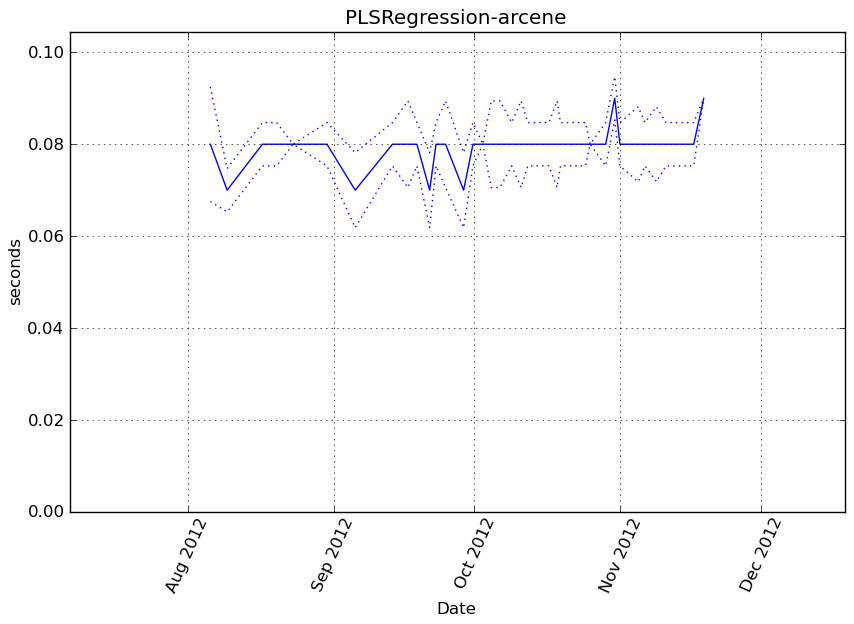 PLSRegression-arcene
0.10
0.08
0.06
0.04
0.02
0.00
seconds
Aug 2012
Sep 2012
Oct 2012
Nov 2012
Dec 2012
Date